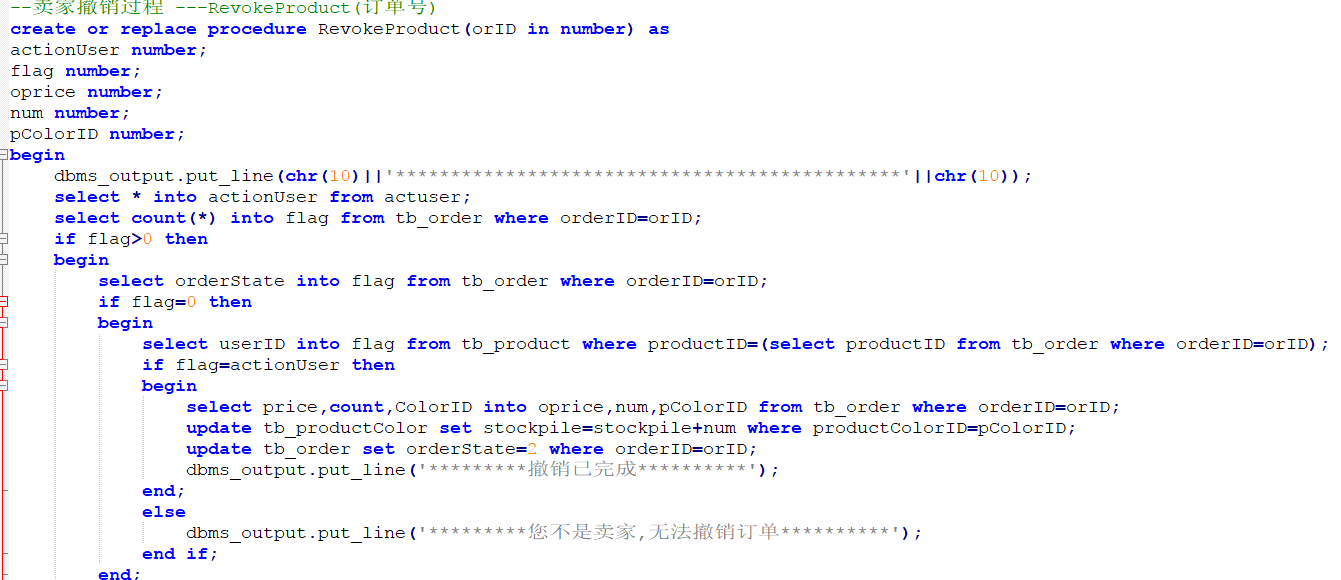 --卖家撤销过程 ---RevokeProduct(订单号)
create or replace procedure RevokeProduct(orID in number) as
actionUser number;
flag number;
oprice number;
num number;
pColorID number;
begin
    dbms_output.put_line(chr(10)||'**********************************************'||chr(10));
    select * into actionUser from actuser;
    select count(*) into flag from tb_order where orderID=orID;
    if flag>0 then
    begin
        select orderState into flag from tb_order where orderID=orID;
        if flag=0 then
        begin
            select userID into flag from tb_product where productID=(select productID from tb_order where orderID=orID);
            if flag=actionUser then
            begin
                select price,count,ColorID into oprice,num,pColorID from tb_order where orderID=orID;
                update tb_productColor set stockpile=stockpile+num where productColorID=pColorID;
                update tb_order set orderState=2 where orderID=orID;
                dbms_output.put_line('*********撤销已完成**********');
            end;
            else
                dbms_output.put_line('*********您不是卖家,无法撤销订单**********');
            end if;
        end;